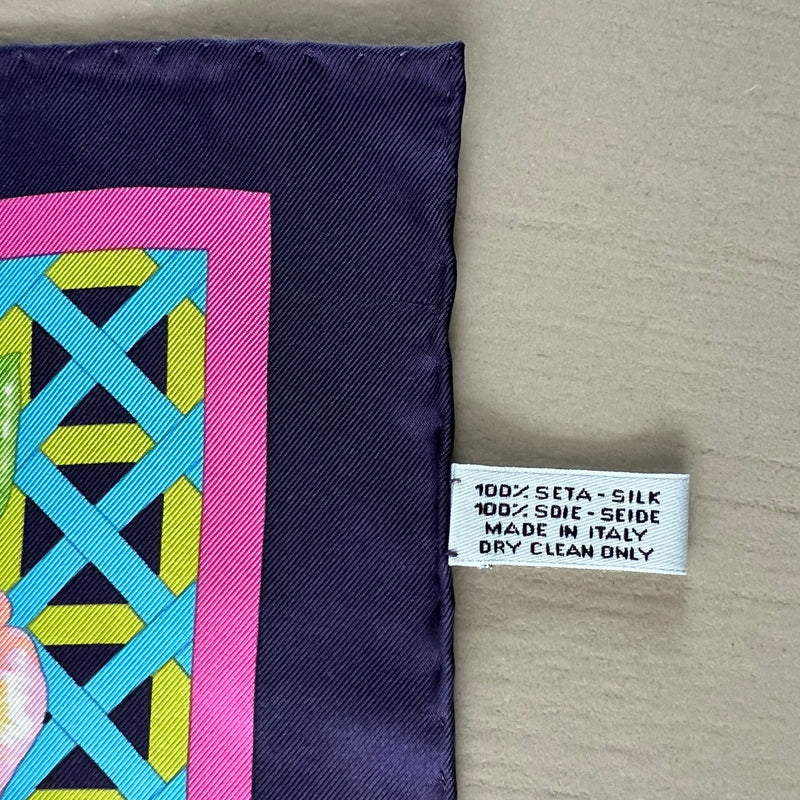 100% SETA - SILK
100% SOIE - SEIDE
MADE IN ITALY
DRY CLEAN ONLY